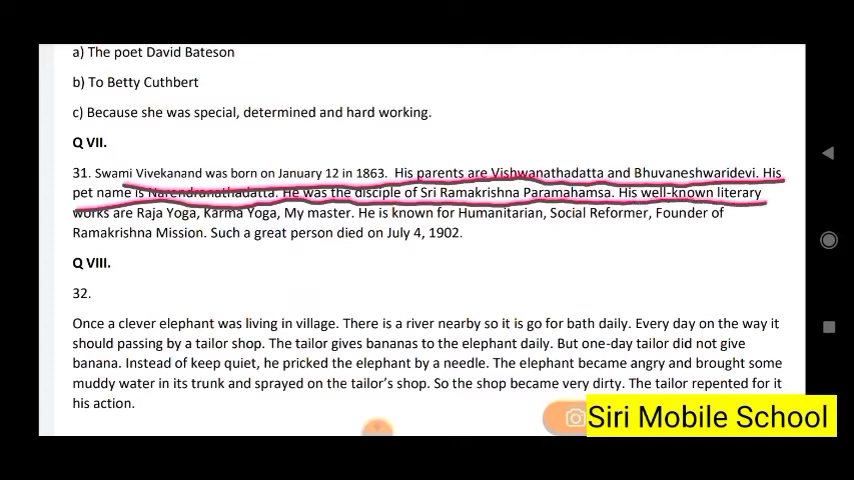 a) The poet David Bateson
b) To Betty Cuthbert
c) Because she was special, determined and hard working.
Q VII.
31. Swami Vivekanand was born on January 12 in 1863. His parents are Vishwanathadatta and Bhuvaneshwaridevi. His
pet name is Narendranathadatta. He was the disciple of Sri Ramakrishna Paramahamsa. His well-known literary
works are Raja Yoga, Karma Yoga, My master. He is known for Humanitarian, Social Reformer, Founder of
Ramakrishna Mission. Such a great person died on July 4, 1902.
Q VIII.
32.
Once a clever elephant was living in village. There is a river nearby so it is go for bath daily. Every day on the way it
should passing by a tailor shop. The tailor gives bananas to the elephant daily. But one-day tailor did not give
banana. Instead of keep quiet, he pricked the elephant by a needle. The elephant became angry and brought some
muddy water in its trunk and sprayed on the tailor's shop. So the shop became very dirty. The tailor repented for it
his action.
Siri Mobile School